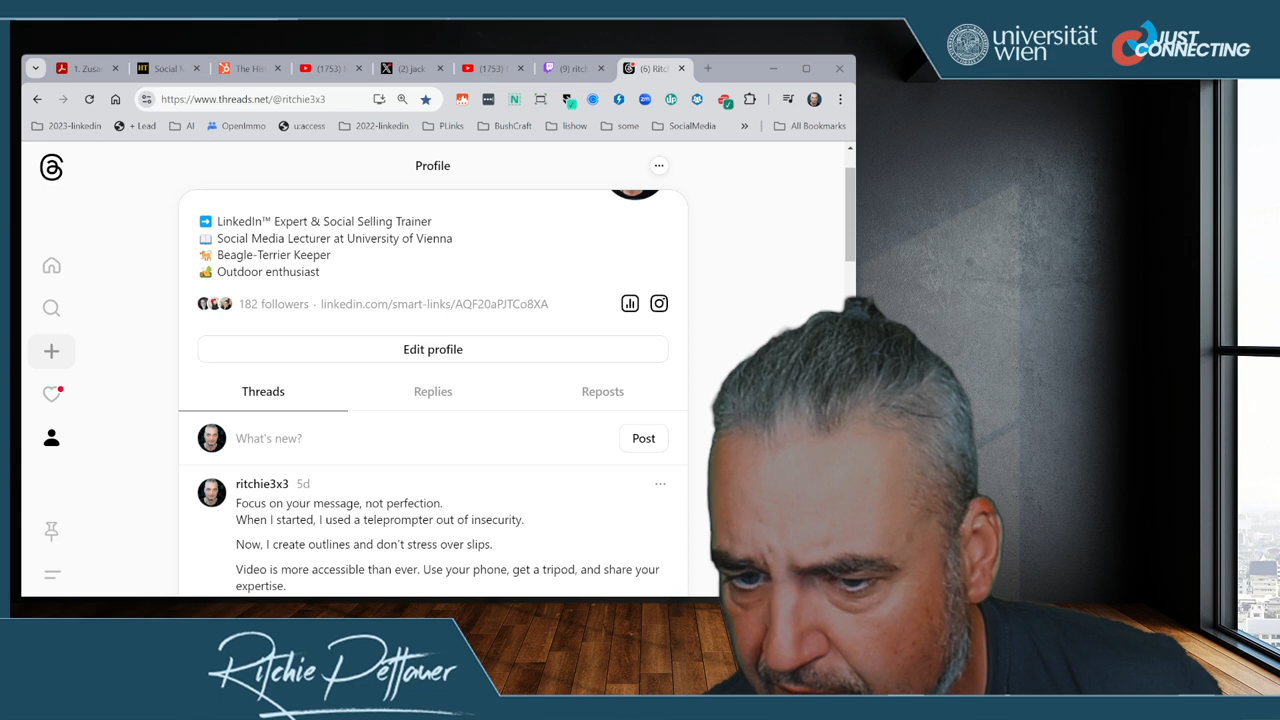 universität
wien
JUST
CONNECTING
1. Zusa
Social M
The His
(1753)
(2) jack
(1753)
(9) ritch
(6) Ritc
https://www.threads.net/@ritchie3x3
2023-linkedin
+ Lead
AI
OpenImmo
u:access
2022-linkedin
PLinks
BushCraft
lishow
some
SocialMedia
»
All Bookmarks
Profile
➡️ LinkedIn™ Expert & Social Selling Trainer
📖 Social Media Lecturer at University of Vienna
🐕 Beagle-Terrier Keeper
🏕️ Outdoor enthusiast
182 followers · linkedin.com/smart-links/AQF20aPJTCo8XA
Edit profile
Threads Replies Reposts
What's new?
Post
ritchie3x3 5d
Focus on your message, not perfection.
When I started, I used a teleprompter out of insecurity.
Now, I create outlines and don´t stress over slips.
Video is more accessible than ever. Use your phone, get a tripod, and share your
expertise.
Ritchie Pettauer